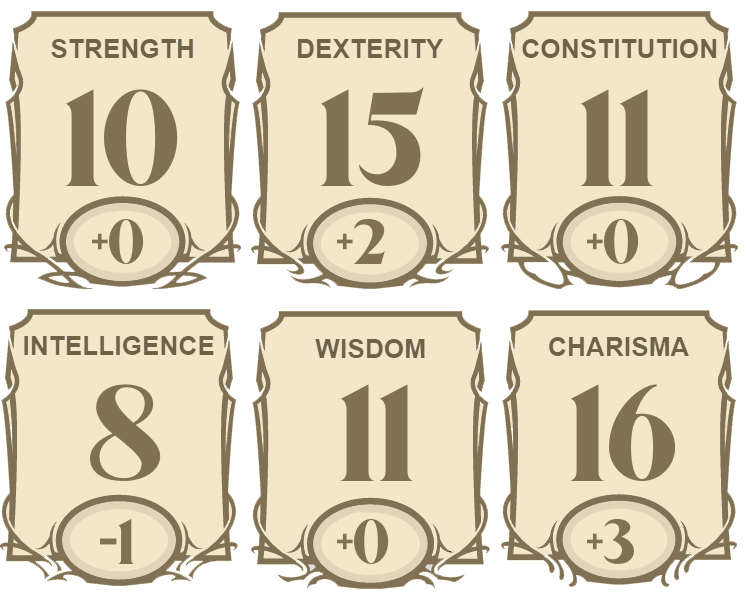 STRENGTH
10
+0
DEXTERITY
15
+2
CONSTITUTION
11
+0
INTELLIGENCE
8
-1
WISDOM
11
+0
CHARISMA
16
+3